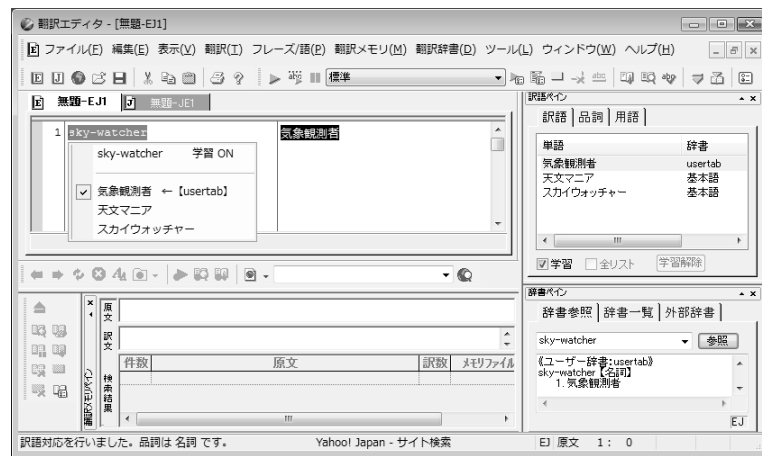 翻訳エディタ - [無題-EJ1]
ファイル(F) 編集(E) 表示(V) 翻訳(T) フレーズ/語(P) 翻訳メモリ(M) 翻訳辞書(D) ツール(L) ウィンドウ(W) ヘルプ(H)
標準
無題-EJ1 無題-JE1
1 sky-watcher 気象観測者
sky-watcher 学習 ON
気象観測者 ←【usertab】
天文マニア
スカイウォッチャー
訳語ペイン
訳語 品詞 用語
単語 辞書
気象観測者 usertab
天文マニア 基本語
スカイウォッチャー 基本語
学習 全リスト 学習解除
翻訳メモリペイン
原文
訳文
検索結果
件数 原文 訳数 メモリファイル
辞書ペイン
辞書参照 辞書一覧 外部辞書
sky-watcher 参照
《ユーザー辞書:usertab》
sky-watcher【名詞】
1. 気象観測者
EJ
訳語対応を行いました。品詞は 名詞 です。 Yahoo! Japan - サイト検索 EJ 原文 1: 0